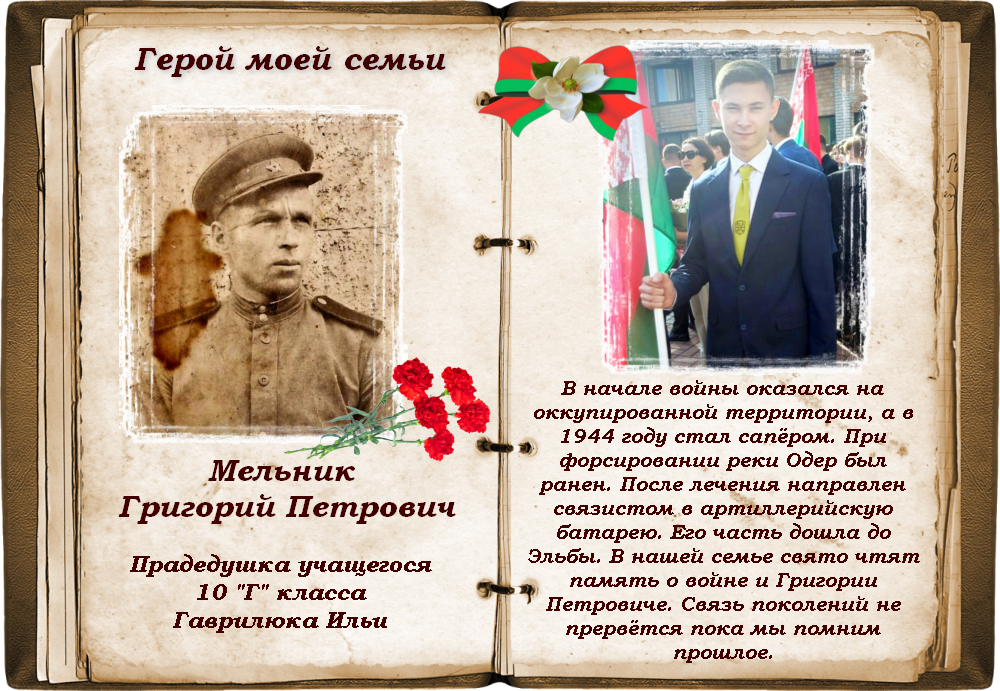 Герой моей семьи
Мельник
Григорий Петрович
Прадедушка учащегося
10 "Г" класса
Гаврилюка Ильи
В начале войны оказался на
оккупированной территории, а в
1944 году стал сапёром. При
форсировании реки Одер был
ранен. После лечения направлен
связистом в артиллерийскую
батарею. Его часть дошла до
Эльбы. В нашей семье свято чтят
память о войне и Григории
Петровиче. Связь поколений не
прервётся пока мы помним
прошлое.